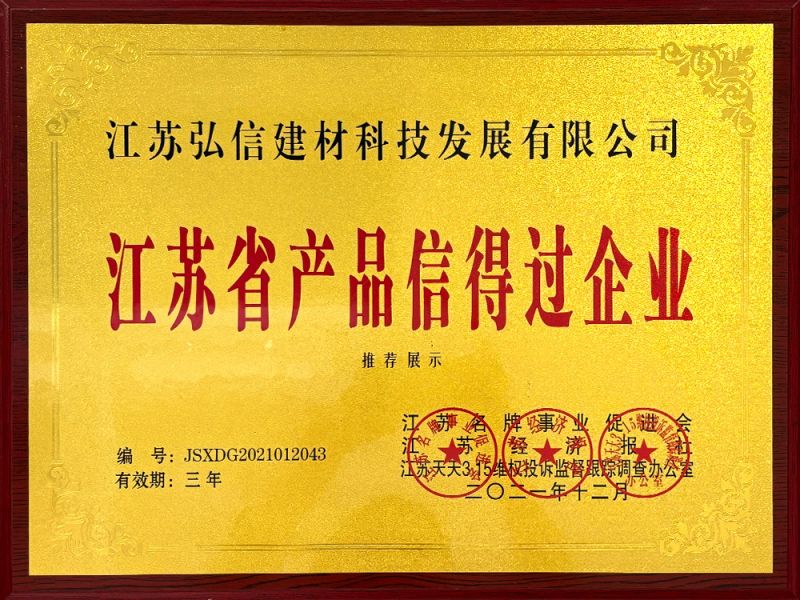 江苏弘信建材科技发展有限公司
江苏省产品信得过企业
推荐展示
江苏名牌事业促进会
江苏经济报社
江苏天天3.15维权投诉监督跟踪调查办公室
二〇二一年十二月
编 号：JSXDG2021012043
有效期：三年